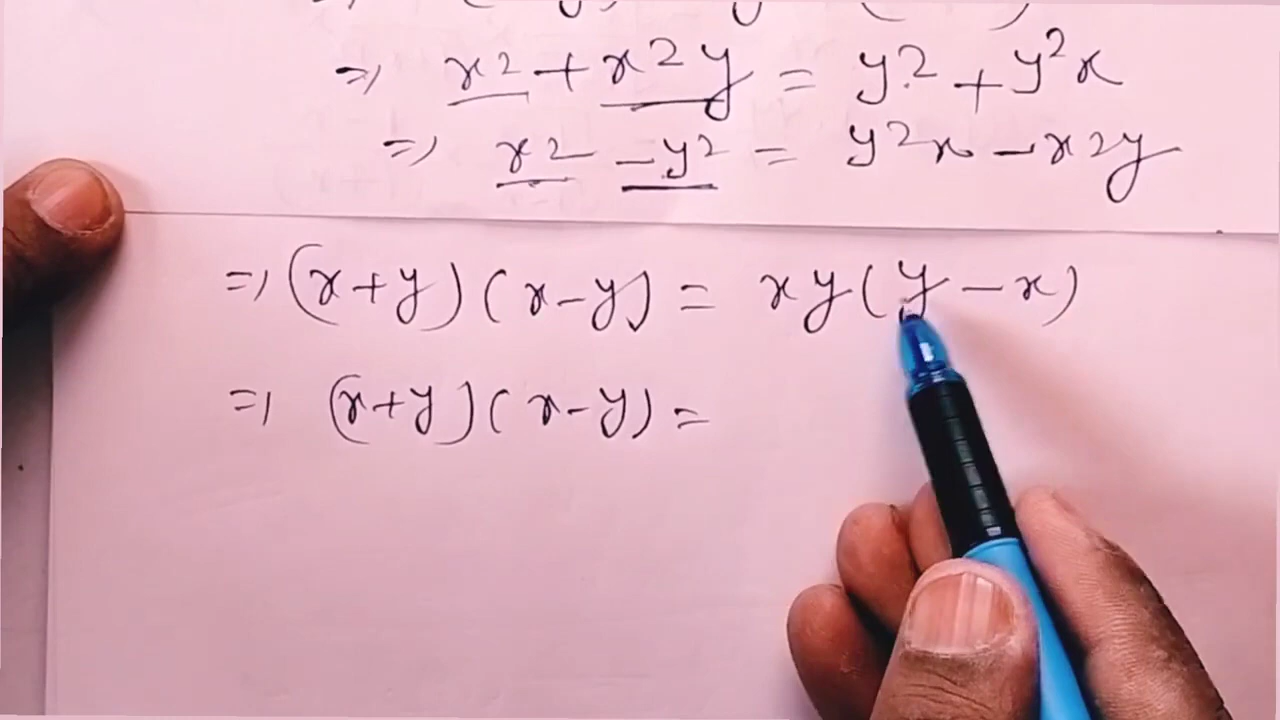 => x2 + x2y = y2 + y²x
=> x2 - y² = y2x - x2y
=> (x+y)(x-y) = xy(y-x)
=> (x+y)(x-y) =